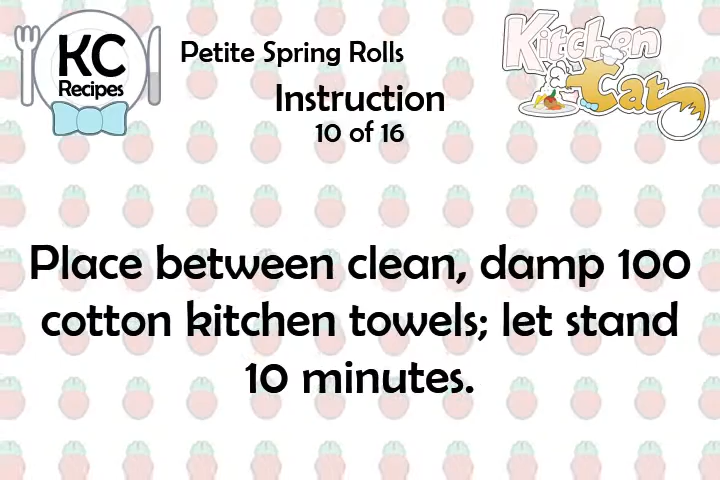 KC
Recipes
Petite Spring Rolls
Instruction
10 of 16
Kitchen
Cat
Place between clean, damp 100
cotton kitchen towels; let stand
10 minutes.